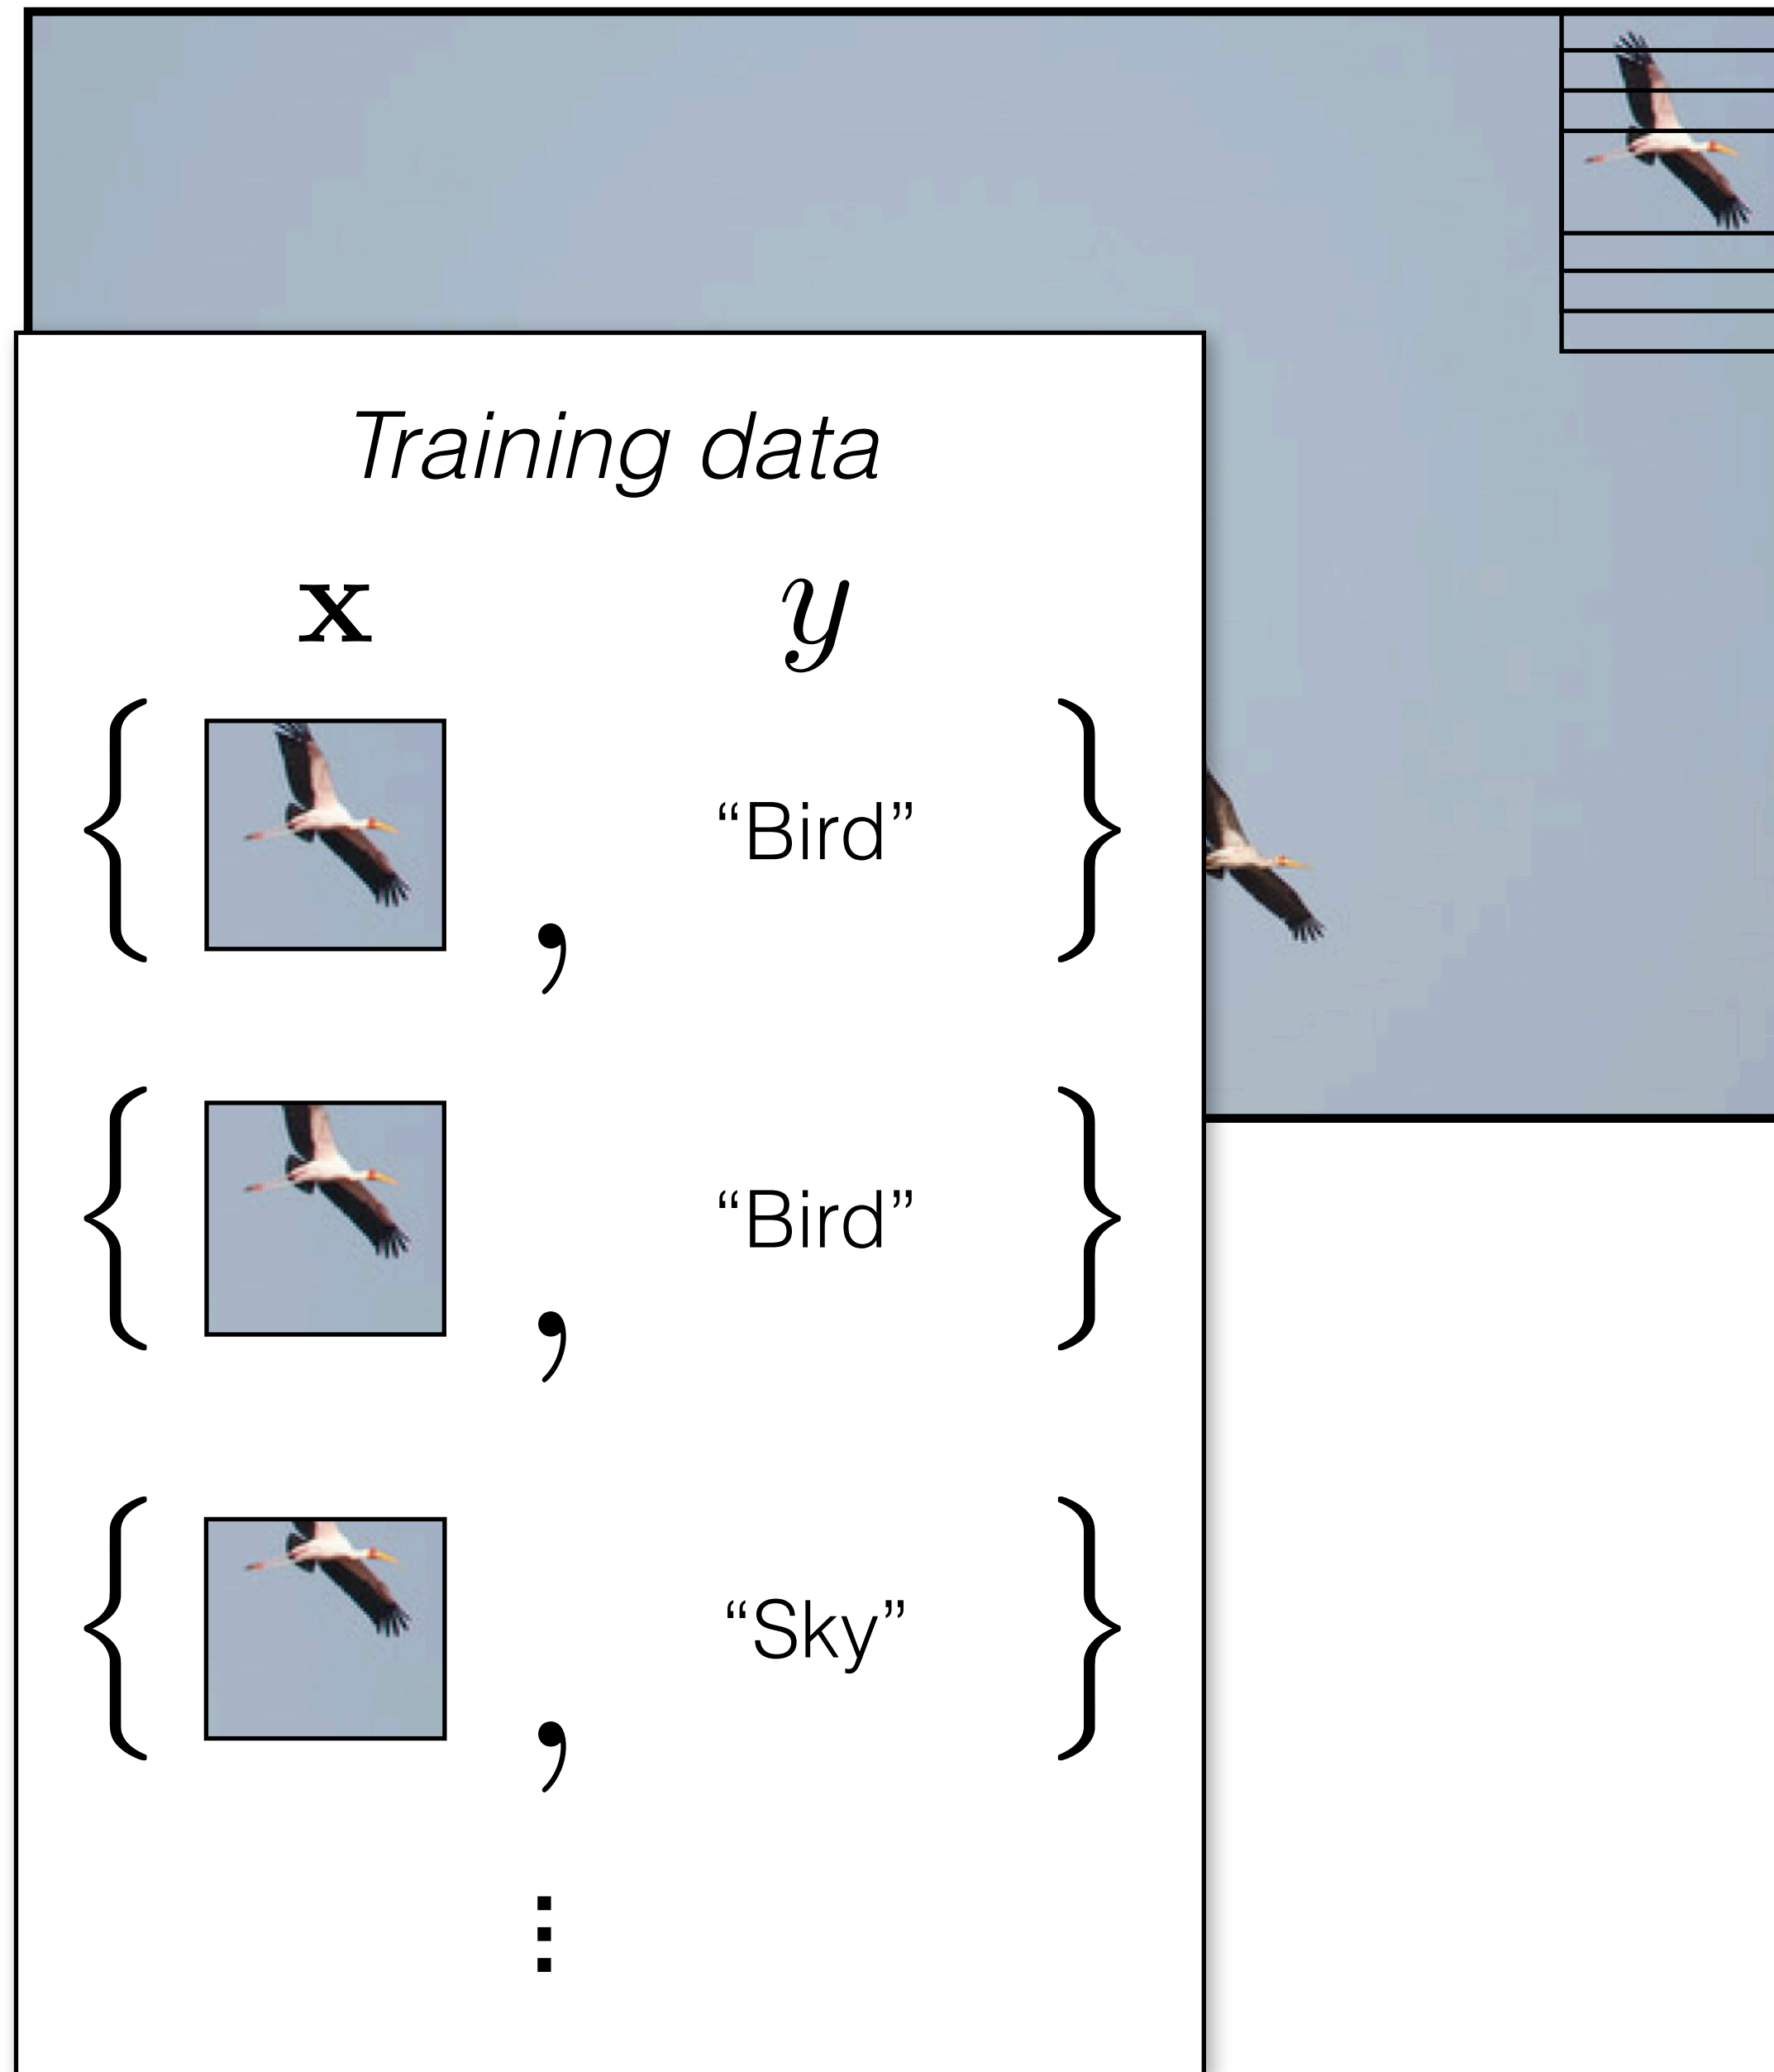 Training data
x y
{ , “Bird” }
{ , “Bird” }
{ , “Sky” }
⋮